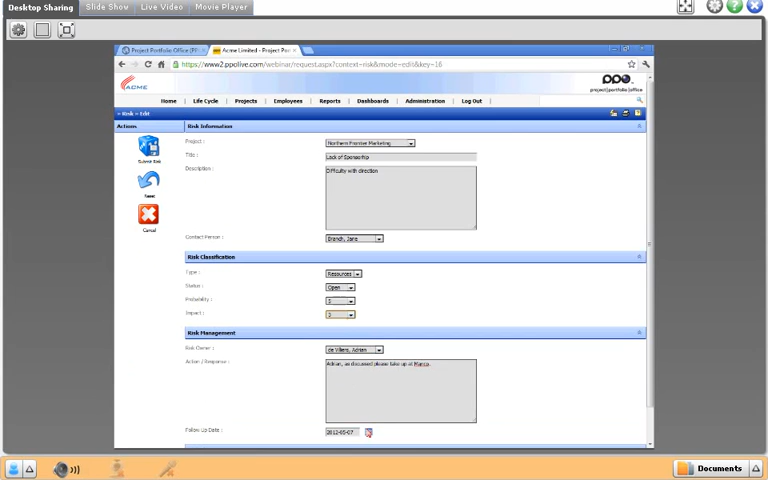 Desktop Sharing
Slide Show
Live Video
Movie Player
Project Portfolio Office (PP
Acme Limited - Project Por
https://www2.ppolive.com/webinar/request.aspx?context=risk&mode=edit&key=16
ACME
ppo
project|portfolio|office
Home
Life Cycle
Projects
Employees
Reports
Dashboards
Administration
Log Out
» Risk » Edit
Actions
Submit Risk
Reset
Cancel
Risk Information
Project :
Northern Frontier Marketing
Title :
Lack of Sponsorship
Description :
Difficulty with direction
Contact Person :
Branch, Jane
Risk Classification
Type :
Resources
Status :
Open
Probability :
Impact :
Risk Management
Risk Owner :
de Villiers, Adrian
Action / Response :
Adrian, as discussed please take up at Manco.
Follow Up Date :
2012-05-07
Documents